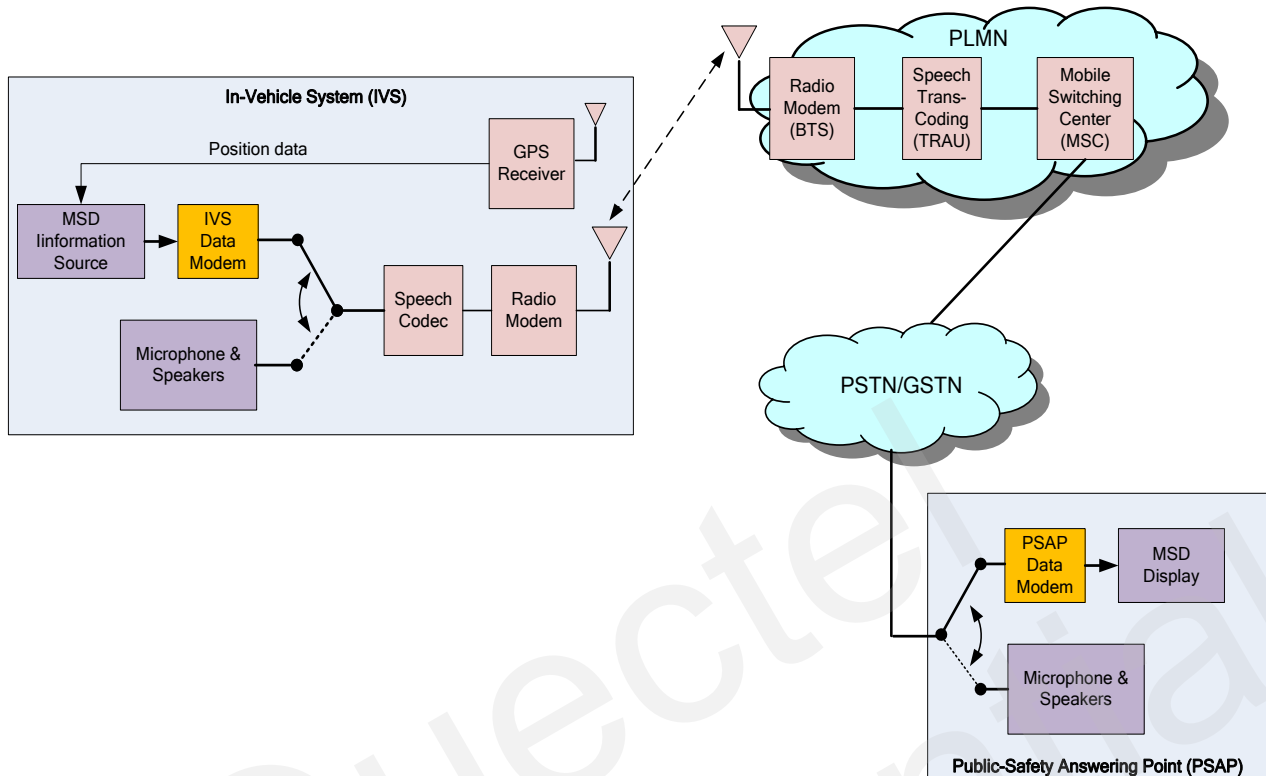 PLMN
Radio
Modem
(BTS)
Speech
Trans-
Coding
(TRAU)
Mobile
Switching
Center
(MSC)
In-Vehicle System (IVS)
Position data
GPS
Receiver
MSD
Iinformation
Source
IVS
Data
Modem
Speech
Codec
Radio
Modem
Microphone &
Speakers
PSTN/GSTN
PSAP
Data
Modem
MSD
Display
Microphone &
Speakers
Public-Safety Answering Point (PSAP)
Quectel